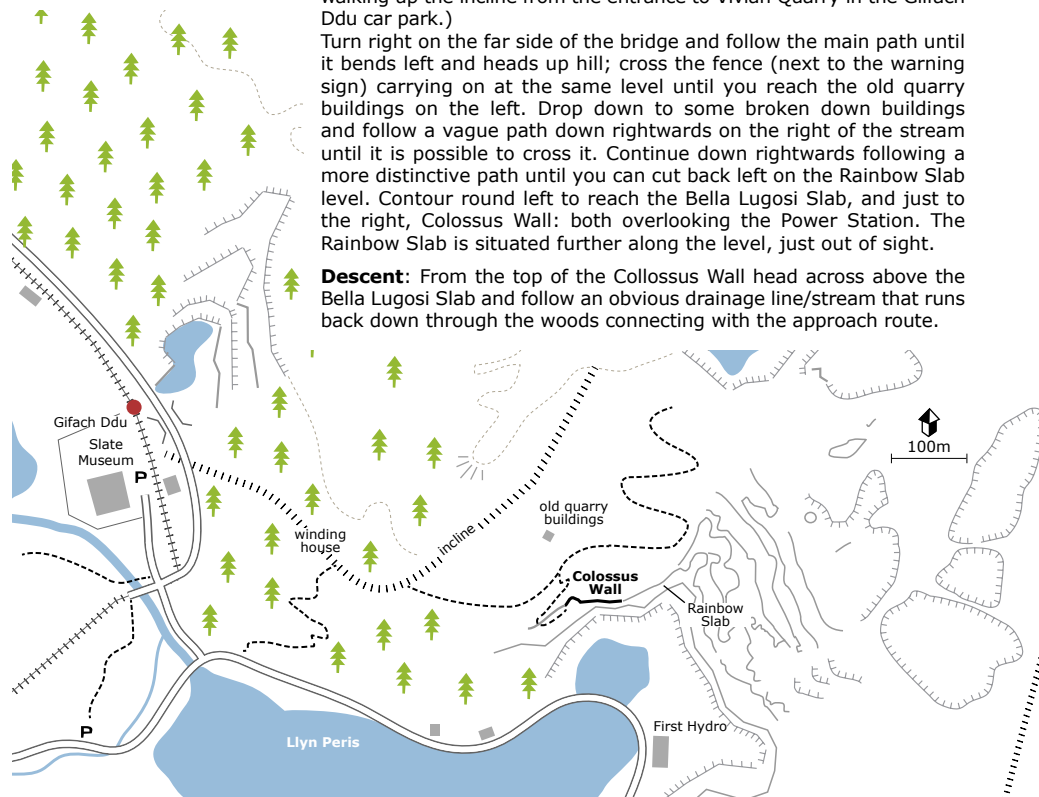 walking up the incline from the entrance to Vivian Quarry in the Gifach
Ddu car park.)
Turn right on the far side of the bridge and follow the main path until
it bends left and heads up hill; cross the fence (next to the warning
sign) carrying on at the same level until you reach the old quarry
buildings on the left. Drop down to some broken down buildings
and follow a vague path down rightwards on the right of the stream
until it is possible to cross it. Continue down rightwards following a
more distinctive path until you can cut back left on the Rainbow Slab
level. Contour round left to reach the Bella Lugosi Slab, and just to
the right, Colossus Wall: both overlooking the Power Station. The
Rainbow Slab is situated further along the level, just out of sight.
Descent: From the top of the Collossus Wall head across above the
Bella Lugosi Slab and follow an obvious drainage line/stream that runs
back down through the woods connecting with the approach route.
Gifach Ddu
Slate
Museum
P
100m
old quarry
buildings
winding
house
incline
Colossus
Wall
Rainbow
Slab
P
Llyn Peris
First Hydro